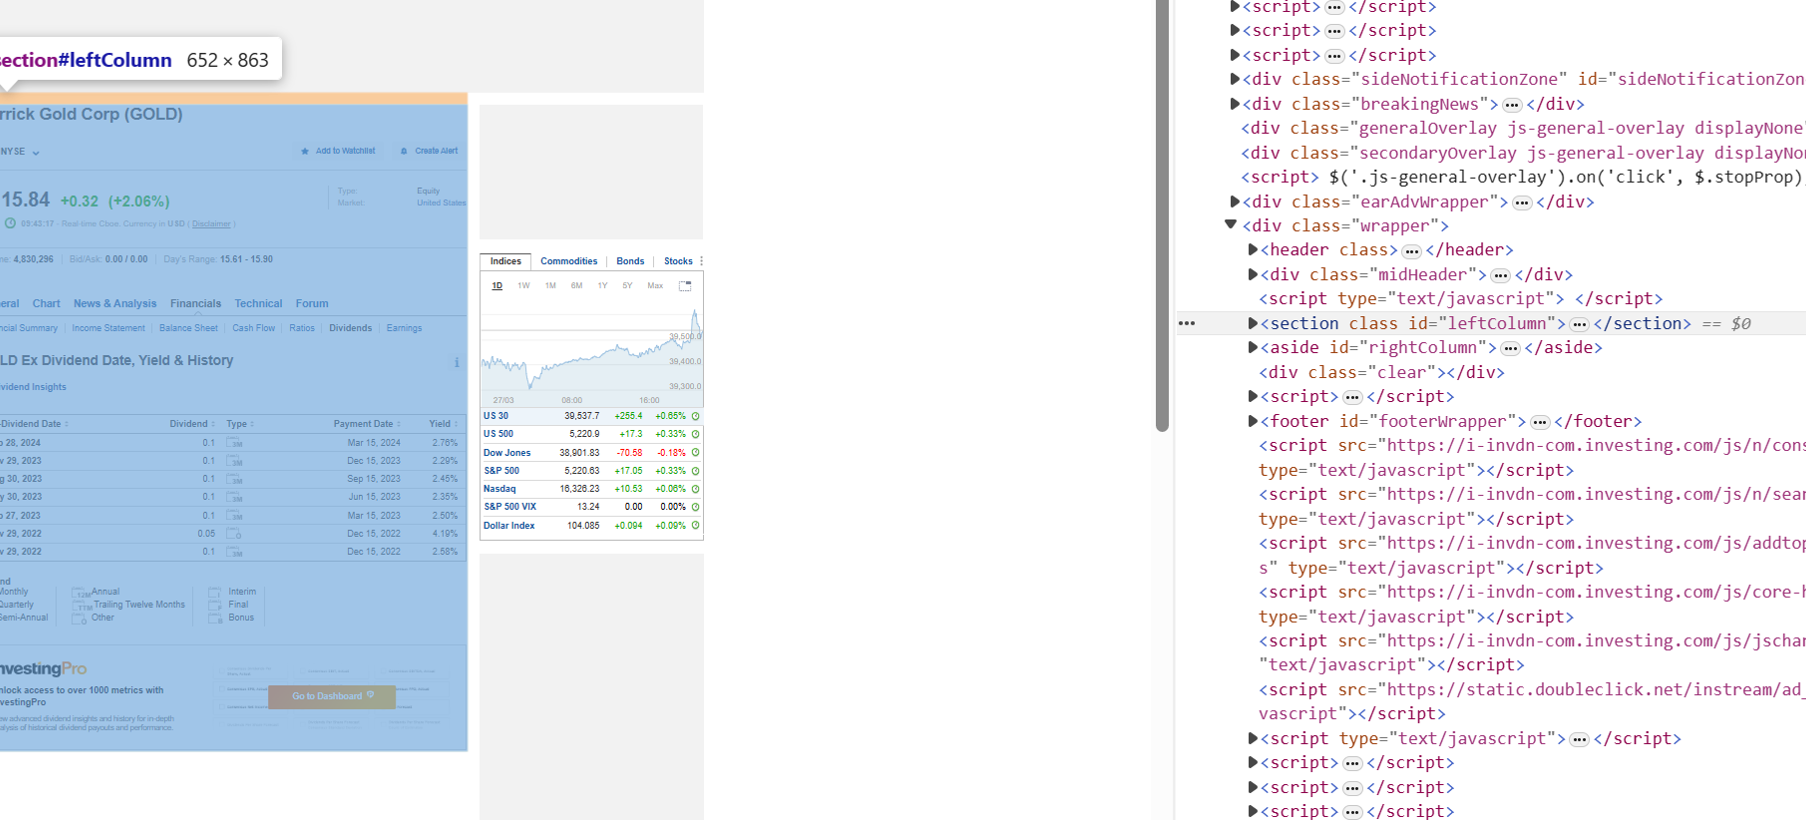 section#leftColumn 652 × 863
rrick Gold Corp (GOLD)
NYSE
Add to Watchlist Create Alert
15.84 +0.32 (+2.06%)
Type: Equity
Market: United States
03:43:17 - Real-time Close. Currency in USD ( Disclaimer )
ne: 4,830,296 Bid/Ask: 0.00 / 0.00 Day's Range: 15.61 - 15.90
eral Chart News & Analysis Financials Technical Forum
ncial Summary Income Statement Balance Sheet Cash Flow Ratios Dividends Earnings
LD Ex Dividend Date, Yield & History
vidend Insights
-Dividend Date Dividend Type Payment Date Yield
b 28, 2024 0.1 3M Mar 15, 2024 2.76%
v 29, 2023 0.1 3M Dec 15, 2023 2.29%
g 30, 2023 0.1 3M Sep 15, 2023 2.45%
y 30, 2023 0.1 3M Jun 15, 2023 2.35%
b 27, 2023 0.1 3M Mar 15, 2023 2.50%
v 29, 2022 0.05 O Dec 15, 2022 4.19%
v 29, 2022 0.1 3M Dec 15, 2022 2.58%
nd
Monthly 12M Annual I Interim
Quarterly TTM Trailing Twelve Months F Final
Semi-Annual O Other B Bonus
nvestingPro
nlock access to over 1000 metrics with
vestingPro
ew advanced dividend insights and history for in-depth
alysis of historical dividend payouts and performance.
Go to Dashboard
Indices Commodities Bonds Stocks
1D 1W 1M 6M 1Y 5Y Max
39,500.0
39,400.0
39,300.0
27/03 08:00 16:00
US 30 39,537.7 +255.4 +0.65%
US 500 5,220.9 +17.3 +0.33%
Dow Jones 38,901.83 -70.58 -0.18%
S&P 500 5,220.63 +17.05 +0.33%
Nasdaq 16,326.23 +10.53 +0.06%
S&P 500 VIX 13.24 0.00 0.00%
Dollar Index 104.085 +0.094 +0.09%
<script> ••• </script>
<script> ••• </script>
<script> ••• </script>
<div class="sideNotificationZone" id="sideNotificationZon
<div class="breakingNews"> ••• </div>
<div class="generalOverlay js-general-overlay displayNone"
<div class="secondaryOverlay js-general-overlay displayNon
<script> $('.js-general-overlay').on('click', $.stopProp);
<div class="earAdvWrapper"> ••• </div>
<div class="wrapper">
<header class> ••• </header>
<div class="midHeader"> ••• </div>
<script type="text/javascript"> </script>
••• <section class id="leftColumn"> ••• </section> == $0
<aside id="rightColumn"> ••• </aside>
<div class="clear"></div>
<script> ••• </script>
<footer id="footerWrapper"> ••• </footer>
<script src="https://i-invdn-com.investing.com/js/n/cons
type="text/javascript"></script>
<script src="https://i-invdn-com.investing.com/js/n/sear
type="text/javascript"></script>
<script src="https://i-invdn-com.investing.com/js/addtop
s" type="text/javascript"></script>
<script src="https://i-invdn-com.investing.com/js/core-h
type="text/javascript"></script>
<script src="https://i-invdn-com.investing.com/js/jschar
"text/javascript"></script>
<script src="https://static.doubleclick.net/instream/ad_
vascript"></script>
<script type="text/javascript"> ••• </script>
<script> ••• </script>
<script> ••• </script>
<script> ••• </script>